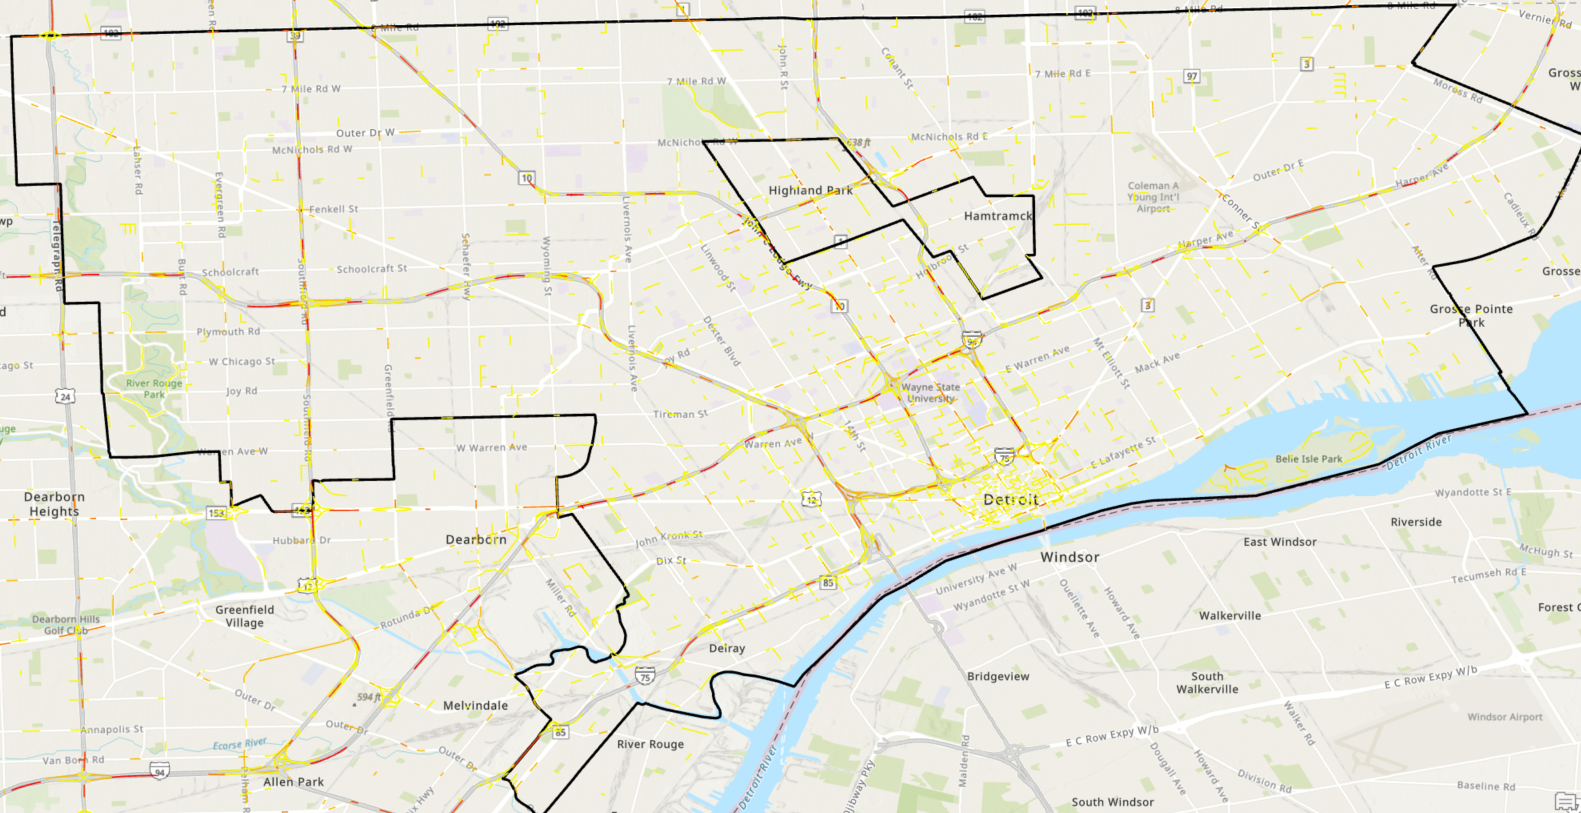 102
8 Mile Rd
102
1
102
102
8 Mile Rd
8 Mile Rd
Vernier Rd
39
John R St
Conant St
7 Mile Rd W
7 Mile Rd W
7 Mile Rd E
97
3
Grosse
Moross Rd
Outer Dr W
McNichols Rd W
McNichols Rd W
638 ft
McNichols Rd E
Lahser Rd
Evergreen Rd
10
Highland Park
Hamtramck
Coleman A
Young Int'l
Airport
Outer Dr E
Harper Ave
Conner St
Cadieux Rd
Fenkell St
Livernois Ave
John C Lodge Fwy
Telegraph Rd
Schaefer Hwy
Wyoming St
Linwood St
Holbrook St
Harper Ave
Schoolcraft
Schoolcraft St
Burt Rd
Southfield Rd
10
3
Grosse
Grosse Pointe
Park
Plymouth Rd
W Chicago St
Livernois Ave
Dexter Blvd
E Warren Ave
Mt Elliott St
Mack Ave
River Rouge
Park
Joy Rd
Greenfield Rd
24
Wayne State
University
Tireman St
Southfield Rd
W Warren Ave
Warren Ave
14th St
75
E Lafayette St
Belle Isle Park
Detroit River
Dearborn
Heights
153
12
Detroit
Wyandotte St E
Riverside
Hubbard Dr
Dearborn
John Kronk St
Dix St
Windsor
East Windsor
McHugh St
Tecumseh Rd E
12
Miller Rd
85
University Ave W
Wyandotte St W
Ouellette Ave
Howard Ave
Greenfield
Village
Rotunda Dr
Dearborn Hills
Golf Club
Walkerville
Delray
75
Bridgeview
South
Walkerville
E C Row Expy W/b
594 ft
Outer Dr
Melvindale
Outer Dr
85
River Rouge
Annapolis St
Ecorse River
Outer Dr
Walker Rd
Windsor Airport
E C Row Expy W/b
Van Born Rd
94
Allen Park
Detroit River
Malden Rd
Dougall Ave
Howard Ave
Division Rd
Baseline Rd
South Windsor